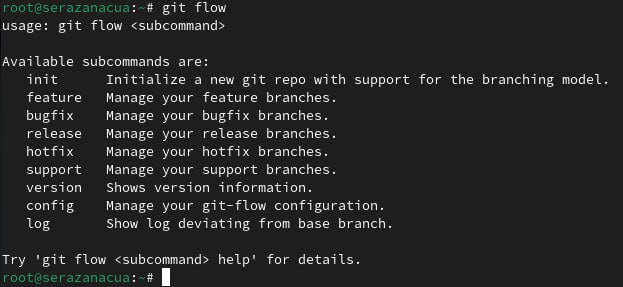 root@serazanacua:~# git flow
usage: git flow <subcommand>

Available subcommands are:
   init      Initialize a new git repo with support for the branching model.
   feature   Manage your feature branches.
   bugfix    Manage your bugfix branches.
   release   Manage your release branches.
   hotfix    Manage your hotfix branches.
   support   Manage your support branches.
   version   Shows version information.
   config    Manage your git-flow configuration.
   log       Show log deviating from base branch.

Try 'git flow <subcommand> help' for details.
root@serazanacua:~#